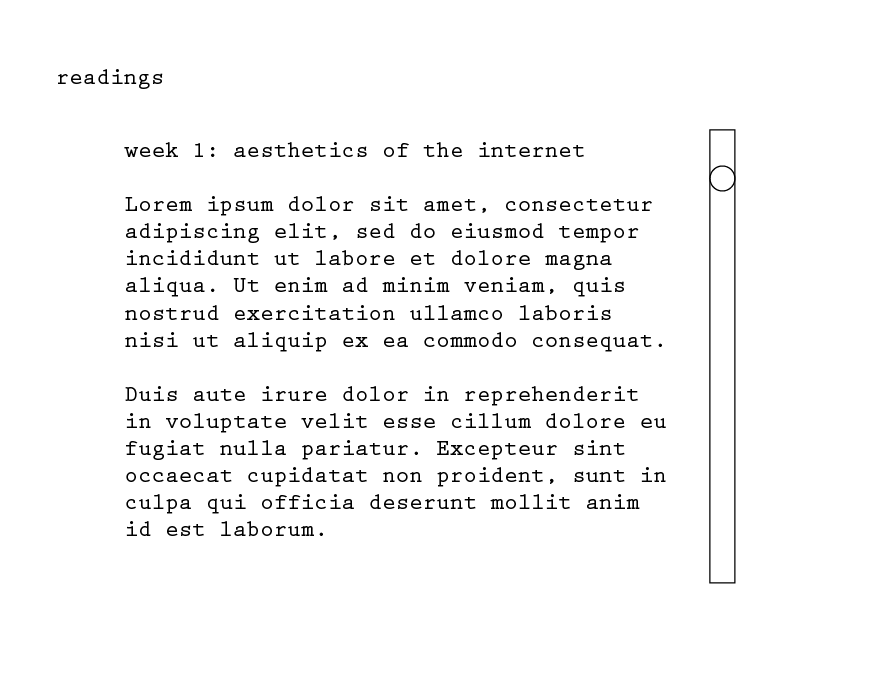 readings
week 1: aesthetics of the internet
Lorem ipsum dolor sit amet, consectetur
adipiscing elit, sed do eiusmod tempor
incididunt ut labore et dolore magna
aliqua. Ut enim ad minim veniam, quis
nostrud exercitation ullamco laboris
nisi ut aliquip ex ea commodo consequat.
Duis aute irure dolor in reprehenderit
in voluptate velit esse cillum dolore eu
fugiat nulla pariatur. Excepteur sint
occaecat cupidatat non proident, sunt in
culpa qui officia deserunt mollit anim
id est laborum.